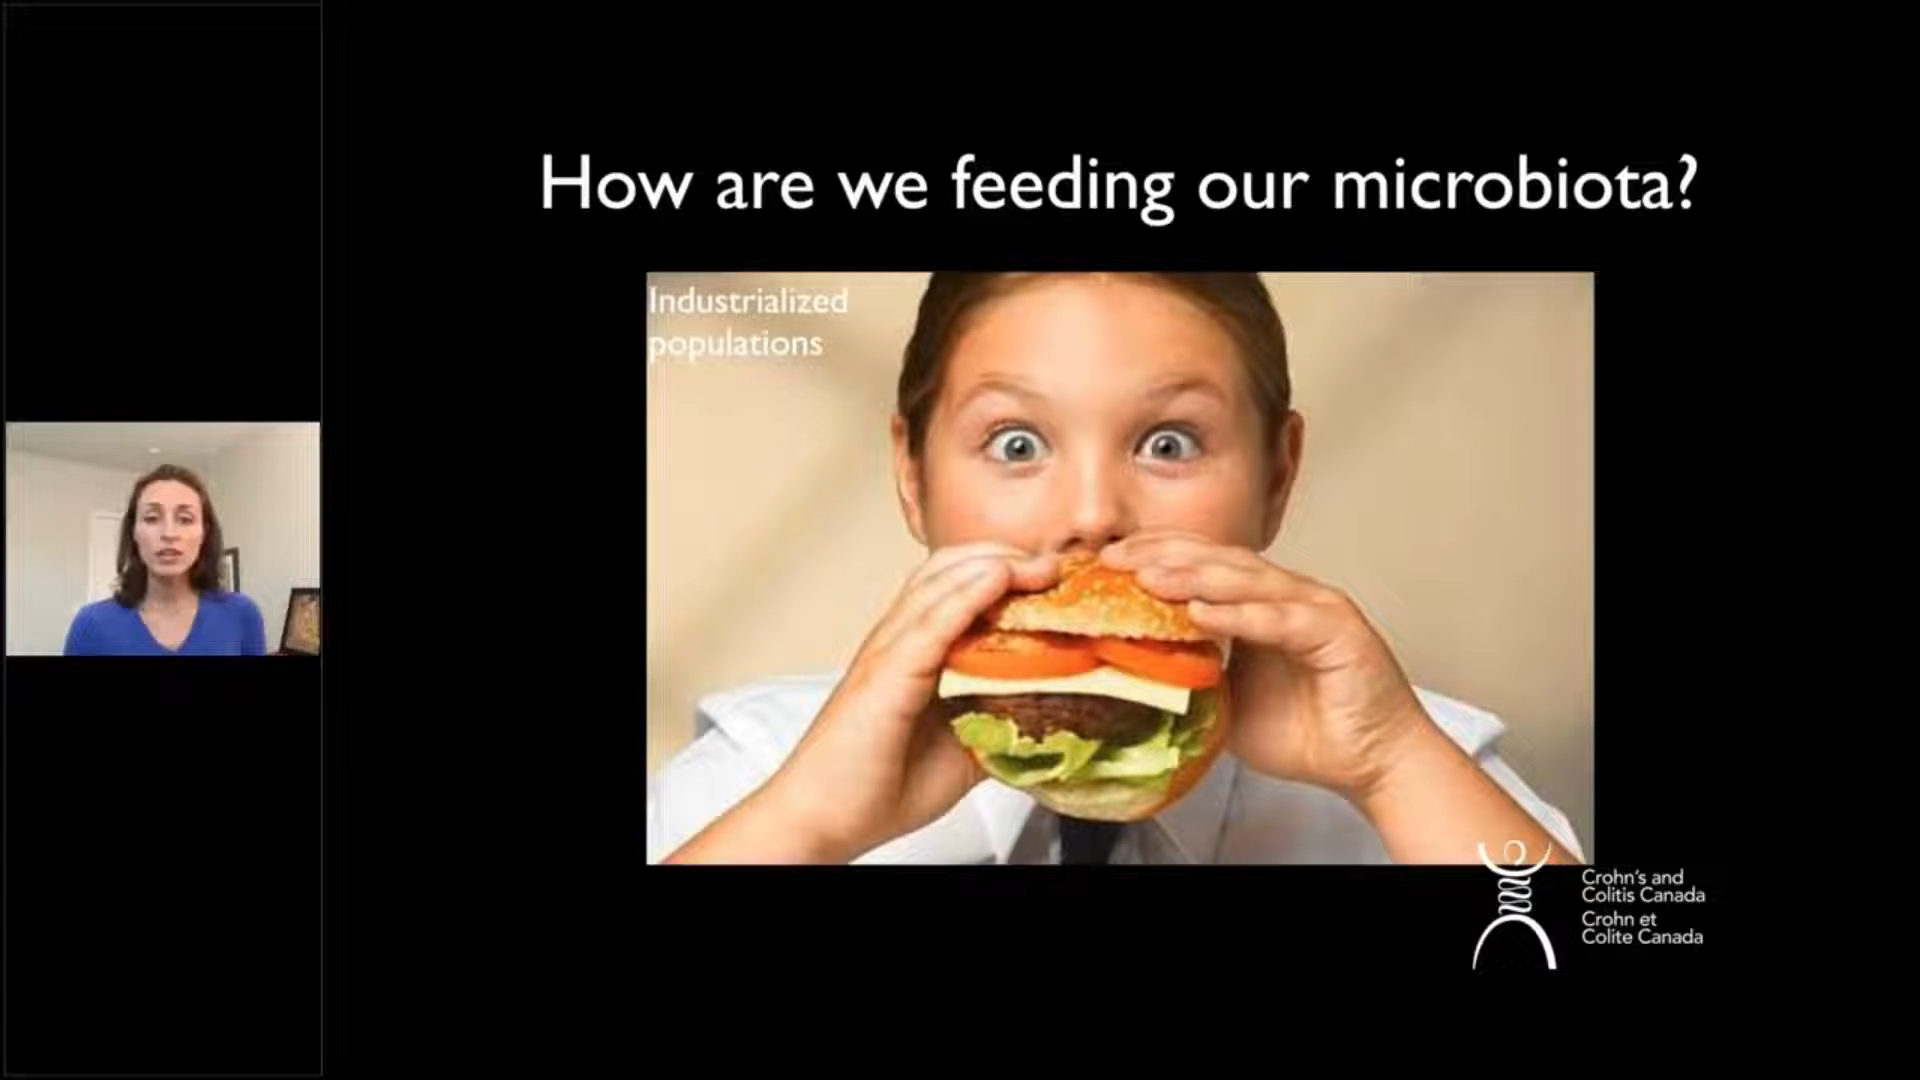 How are we feeding our microbiota?
Industrialized
populations
Crohn's and
Colitis Canada
Crohn et
Colite Canada